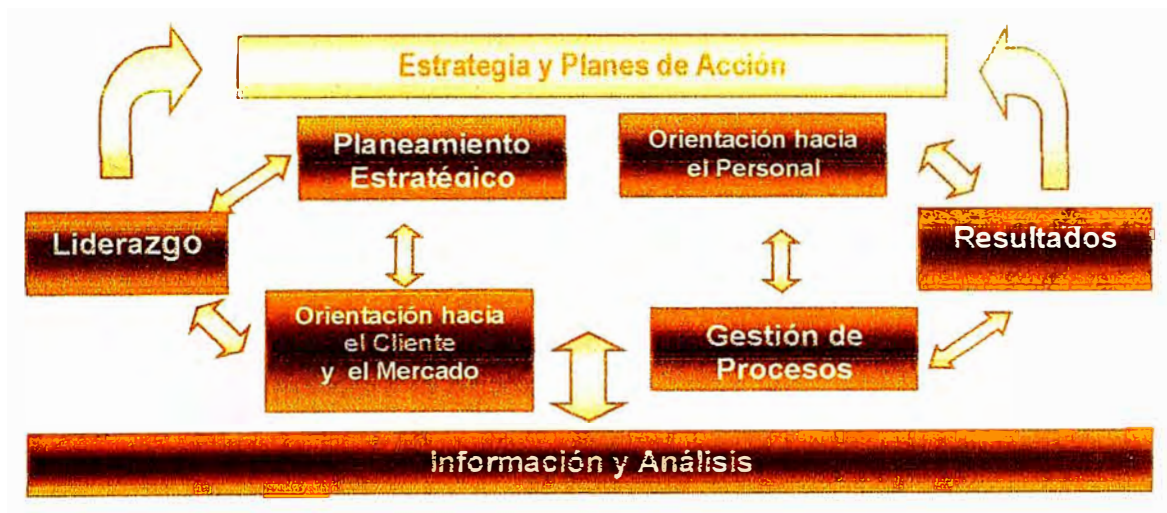 Estrategia y Planes de Acción
Planeamiento
Estratégico
Orientación hacia
el Personal
Liderazgo
Resultados
Orientación hacia
el Cliente
y el Mercado
Gestión de
Procesos
Información y Análisis